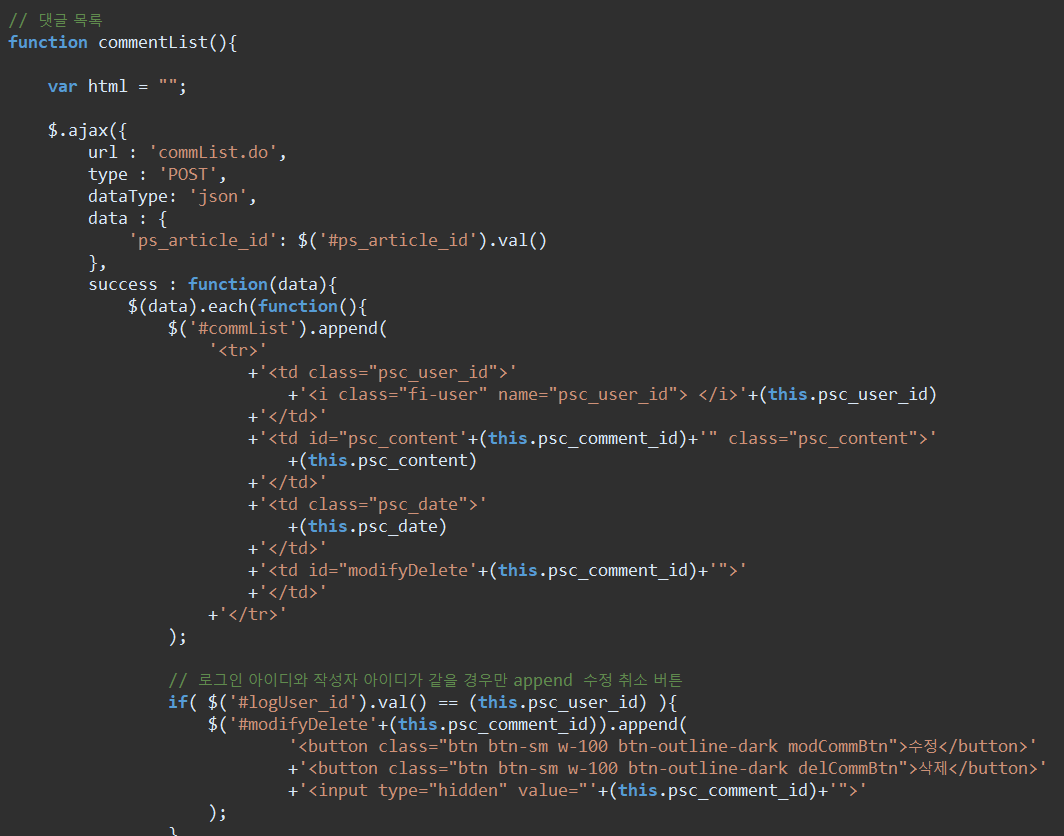 // 댓글 목록
function commentList(){
var html = "";
$.ajax({
url : 'commList.do',
type : 'POST',
dataType: 'json',
data : {
'ps_article_id': $('#ps_article_id').val()
},
success : function(data){
$(data).each(function(){
$('#commList').append(
'<tr>'
+'<td class="psc_user_id">'
+'<i class="fi-user" name="psc_user_id"> </i>'+(this.psc_user_id)
+'</td>'
+'<td id="psc_content'+(this.psc_comment_id)+'" class="psc_content">'
+(this.psc_content)
+'</td>'
+'<td class="psc_date">'
+(this.psc_date)
+'</td>'
+'<td id="modifyDelete'+(this.psc_comment_id)+'">'
+'</td>'
+'</tr>'
);
// 로그인 아이디와 작성자 아이디가 같을 경우만 append 수정 취소 버튼
if( $('#logUser_id').val() == (this.psc_user_id) ){
$('#modifyDelete'+(this.psc_comment_id)).append(
'<button class="btn btn-sm w-100 btn-outline-dark modCommBtn">수정</button>'
+'<button class="btn btn-sm w-100 btn-outline-dark delCommBtn">삭제</button>'
+'<input type="hidden" value="'+(this.psc_comment_id)+'">'
);
}